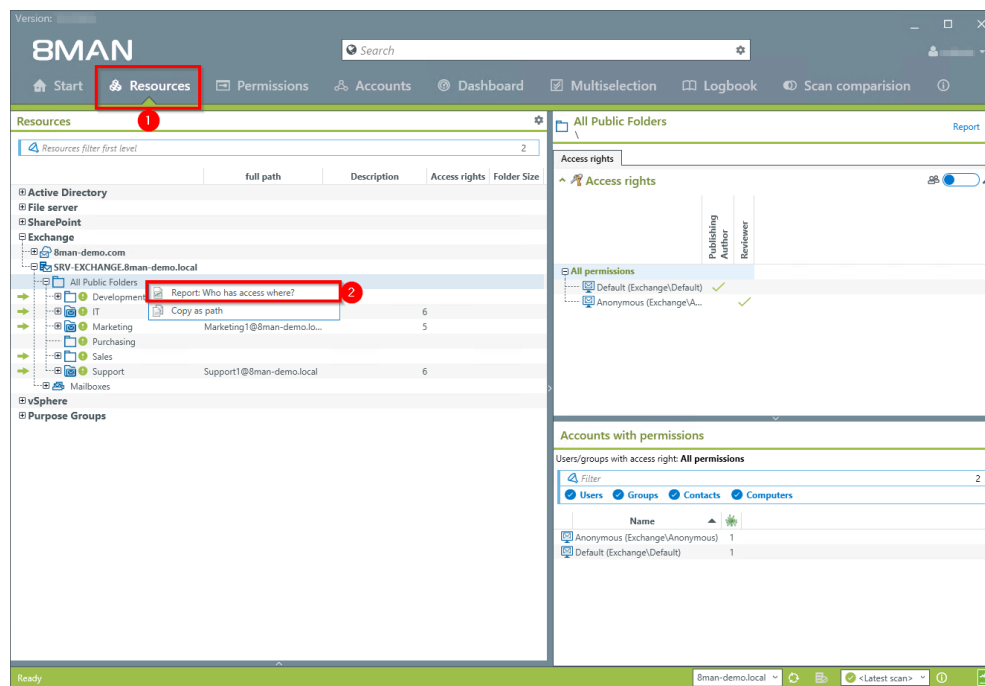 Version:
8MAN
Search
Start
Resources
Permissions
Accounts
Dashboard
Multiselection
Logbook
Scan comparision
1
Resources
Resources filter first level
2
full path
Description
Access rights
Folder Size
Active Directory
File server
SharePoint
Exchange
8man-demo.com
SRV-EXCHANGE.8man-demo.local
All Public Folders
Report: Who has access where?
2
Development
IT
Copy as path
6
Marketing
Marketing1@8man-demo.lo...
5
Purchasing
Sales
Support
Support1@8man-demo.local
6
Mailboxes
vSphere
Purpose Groups
All Public Folders
\
Report
Access rights
Access rights
Publishing
Author
Reviewer
All permissions
Default (Exchange\Default)
Anonymous (Exchange\A...
Accounts with permissions
Users/groups with access right: All permissions
Filter
2
Users
Groups
Contacts
Computers
Name
Anonymous (Exchange\Anonymous)
1
Default (Exchange\Default)
1
Ready
8man-demo.local
<Latest scan>